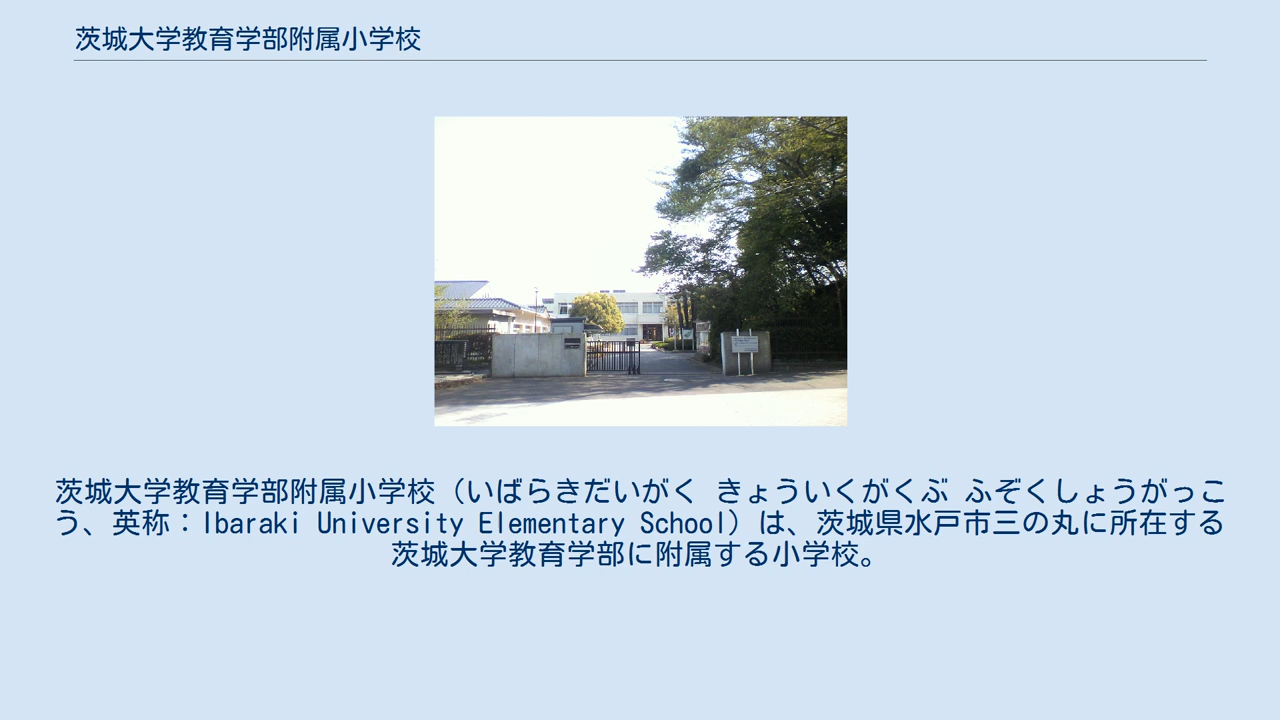 茨城大学教育学部附属小学校
茨城大学教育学部附属小学校（いばらきだいがく きょういくがくぶ ふぞくしょうがっこ
う、英称：Ibaraki University Elementary School）は、茨城県水戸市三の丸に所在する
茨城大学教育学部に附属する小学校。